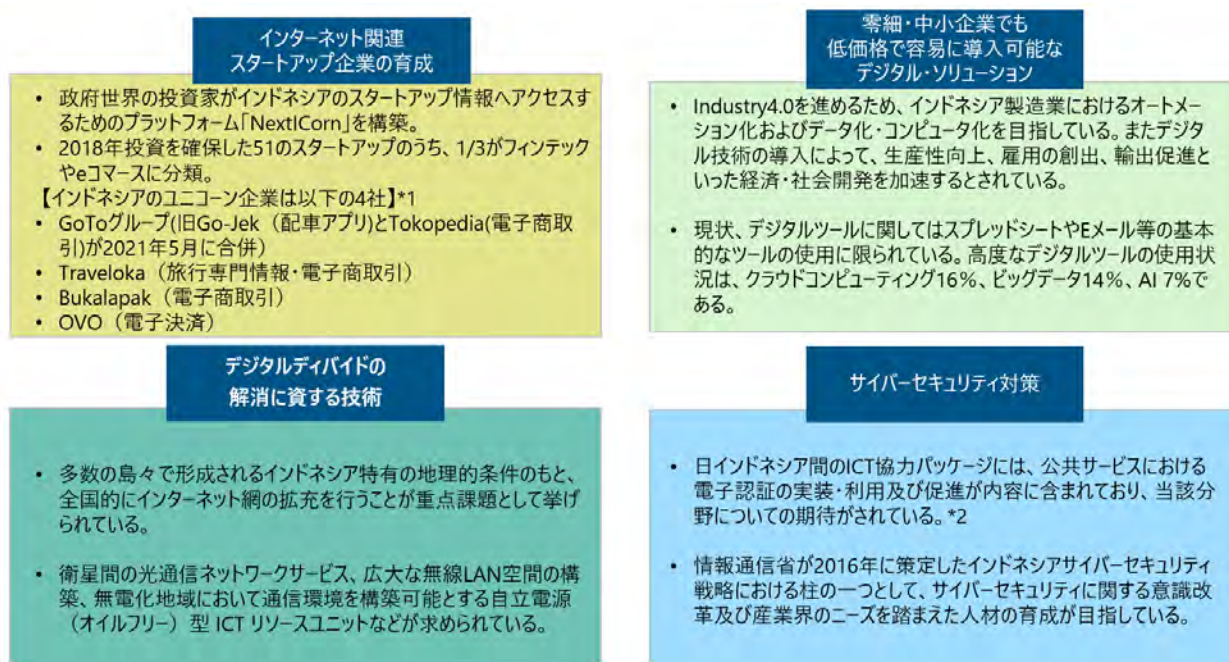 インターネット関連
スタートアップ企業の育成
• 政府世界の投資家がインドネシアのスタートアップ情報へアクセスす
るためのプラットフォーム「NextICorn」を構築。
• 2018年投資を確保した51のスタートアップのうち、1/3がフィンテック
やeコマースに分類。
【インドネシアのユニコーン企業は以下の4社】*1
• GoToグループ(旧Go-Jek（配車アプリ)とTokopedia(電子商取
引)が2021年5月に合併）
• Traveloka（旅行専門情報・電子商取引）
• Bukalapak（電子商取引）
• OVO（電子決済）
零細・中小企業でも
低価格で容易に導入可能な
デジタル・ソリューション
• Industry4.0を進めるため、インドネシア製造業におけるオートメー
ション化およびデータ化・コンピュータ化を目指している。またデジタ
ル技術の導入によって、生産性向上、雇用の創出、輸出促進と
いった経済・社会開発を加速するとされている。
• 現状、デジタルツールに関してはスプレッドシートやEメール等の基本
的なツールの使用に限られている。高度なデジタルツールの使用状
況は、クラウドコンピューティング16%、ビッグデータ14%、AI 7%で
ある。
デジタルディバイドの
解消に資する技術
• 多数の島々で形成されるインドネシア特有の地理的条件のもと、
全国的にインターネット網の拡充を行うことが重点課題として挙げ
られている。
• 衛星間の光通信ネットワークサービス、広大な無線LAN空間の構
築、無電化地域において通信環境を構築可能とする自立電源
（オイルフリー）型 ICT リソースユニットなどが求められている。
サイバーセキュリティ対策
• 日インドネシア間のICT協力パッケージには、公共サービスにおける
電子認証の実装・利用及び促進が内容に含まれており、当該分
野についての期待がされている。*2
• 情報通信省が2016年に策定したインドネシアサイバーセキュリティ
戦略における柱の一つとして、サイバーセキュリティに関する意識改
革及び産業界のニーズを踏まえた人材の育成が目指している。